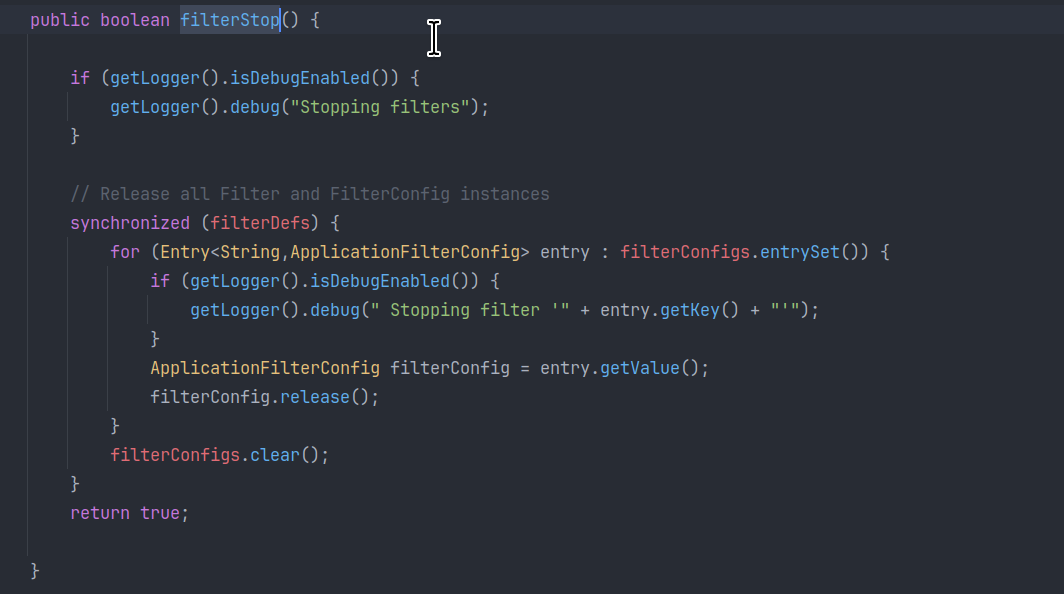 public boolean filterStop() {
if (getLogger().isDebugEnabled()) {
getLogger().debug("Stopping filters");
}
// Release all Filter and FilterConfig instances
synchronized (filterDefs) {
for (Entry<String,ApplicationFilterConfig> entry : filterConfigs.entrySet()) {
if (getLogger().isDebugEnabled()) {
getLogger().debug(" Stopping filter '" + entry.getKey() + "'");
}
ApplicationFilterConfig filterConfig = entry.getValue();
filterConfig.release();
}
filterConfigs.clear();
}
return true;
}